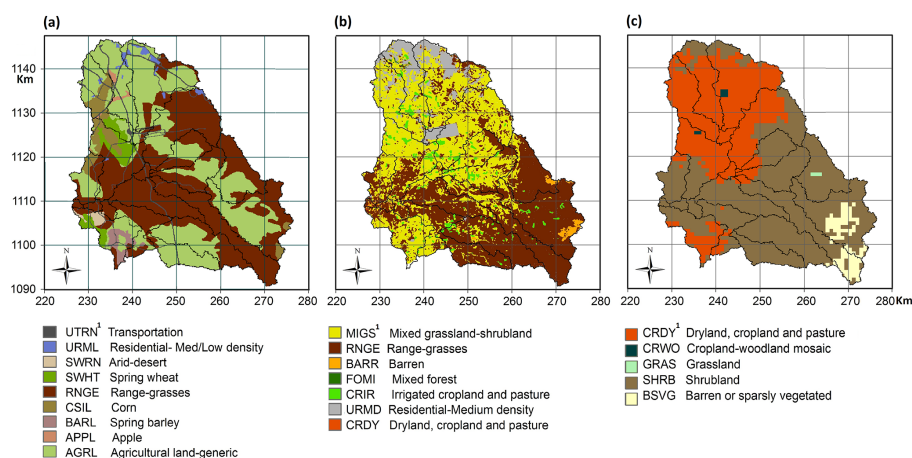 (a)
(b)
(c)
1140
Km
1130
1120
1110
1100
1090
N
N
N
220 230 240 250 260 270 280
220 230 240 250 260 270 280
220 230 240 250 260 270 280 Km
UTRN¹ Transportation
URML Residential- Med/Low density
SWRN Arid-desert
SWHT Spring wheat
RNGE Range-grasses
CSIL Corn
BARL Spring barley
APPL Apple
AGRL Agricultural land-generic
MIGS¹ Mixed grassland-shrubland
RNGE Range-grasses
BARR Barren
FOMI Mixed forest
CRIR Irrigated cropland and pasture
URMD Residential-Medium density
CRDY Dryland, cropland and pasture
CRDY¹ Dryland, cropland and pasture
CRWO Cropland-woodland mosaic
GRAS Grassland
SHRB Shrubland
BSVG Barren or sparsly vegetated